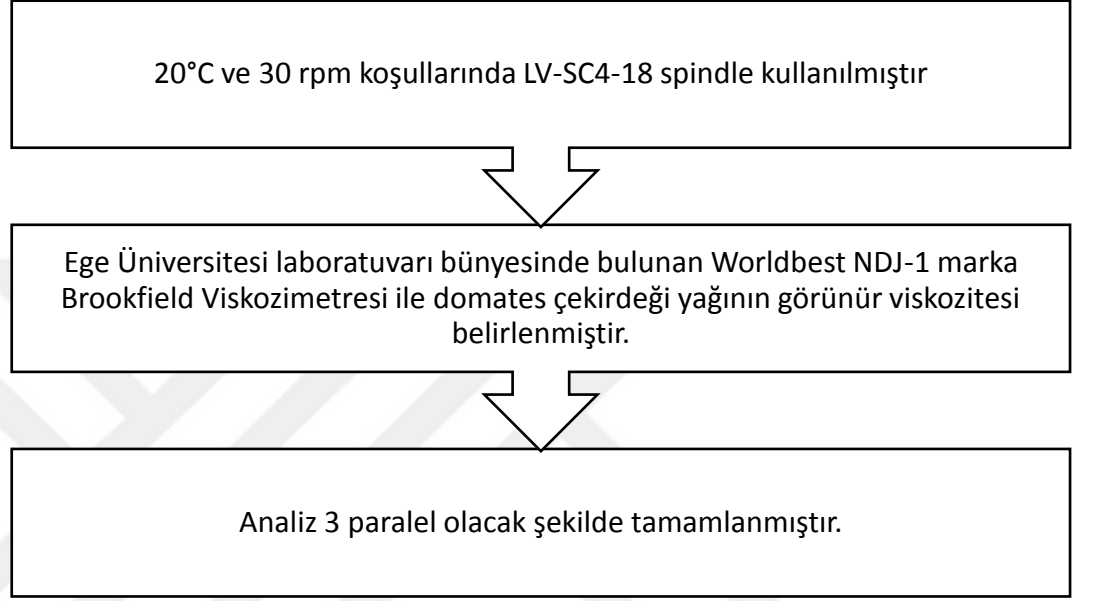 20°C ve 30 rpm koşullarında LV-SC4-18 spindle kullanılmıştır
Ege Üniversitesi laboratuvarı bünyesinde bulunan Worldbest NDJ-1 marka
Brookfield Viskozimetresi ile domates çekirdeği yağının görünür viskozitesi
belirlenmiştir.
Analiz 3 paralel olacak şekilde tamamlanmıştır.